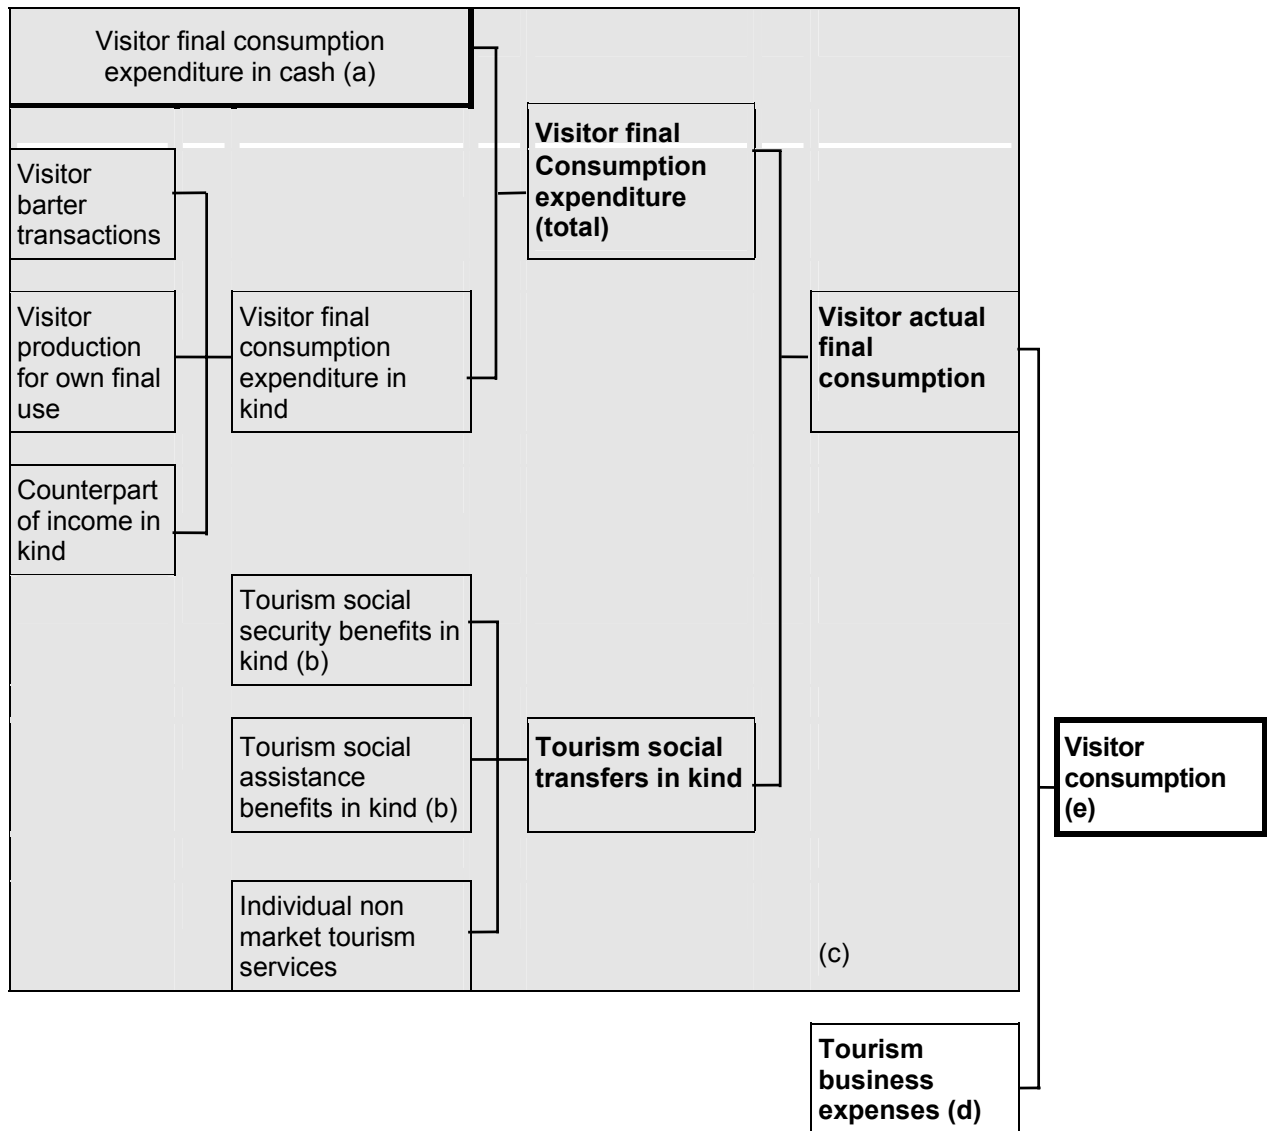 Visitor final consumption
expenditure in cash (a)
Visitor final
Consumption
expenditure
(total)
Visitor
barter
transactions
Visitor
production
for own final
use
Visitor final
consumption
expenditure in
kind
Visitor actual
final
consumption
Counterpart
of income in
kind
Tourism social
security benefits in
kind (b)
Tourism social
assistance
benefits in kind (b)
Tourism social
transfers in kind
Visitor
consumption
(e)
Individual non
market tourism
services
(c)
Tourism
business
expenses (d)